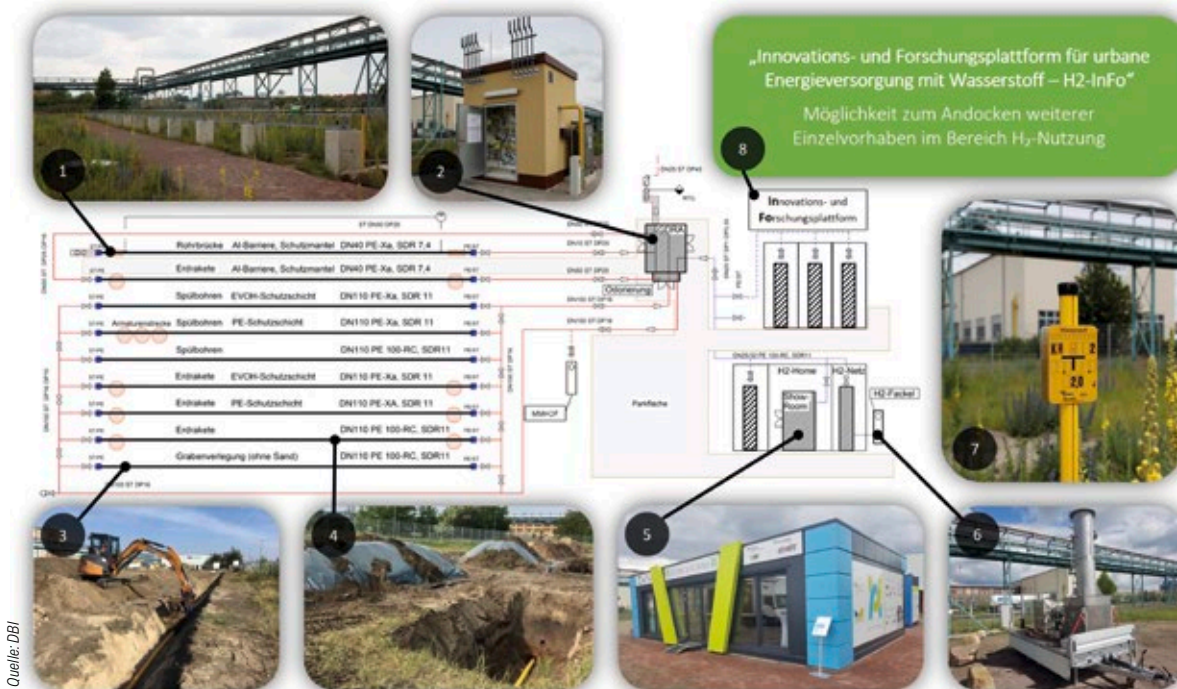 „Innovations- und Forschungsplattform für urbane
Energieversorgung mit Wasserstoff – H2-InFo“
Möglichkeit zum Andocken weiterer
Einzelvorhaben im Bereich H₂-Nutzung
1
2
8
Innovations- und
Forschungsplattform
Rohrbrücke Al-Barriere, Schutzmantel DN40 PE-Xa, SDR 7,4
Erdrakete Al-Barriere, Schutzmantel DN40 PE-Xa, SDR 7,4
Odorierung
Spülbohren EVOH-Schutzschicht DN110 PE-Xa, SDR 11
Armaturenstrecke Spülbohren PE-Schutzschicht DN110 PE-Xa, SDR 11
Spülbohren DN110 PE 100-RC, SDR11
Erdrakete EVOH-Schutzschicht DN110 PE-Xa, SDR 11
Erdrakete PE-Schutzschicht DN110 PE-XA, SDR 11
Erdrakete DN110 PE 100-RC, SDR11
Grabenverlegung (ohne Sand) DN110 PE 100-RC, SDR11
MMH2P
Parkfläche
H2-Home
H2-Netz
Show-
Room
H2-Fackel
7
3
4
5
6
Quelle: DBI